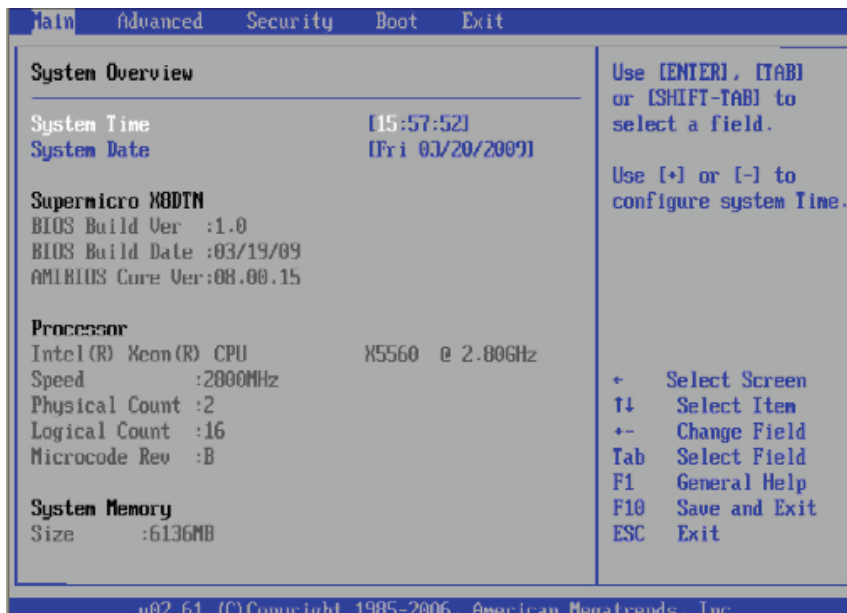 Main Advanced Security Boot Exit
System Overview
System Time [15:57:52]
System Date [Fri 03/20/2009]
Supermicro X8DTN
BIOS Build Ver :1.0
BIOS Build Date :03/19/09
AMIBIOS Core Ver:08.00.15
Processor
Intel(R) Xeon(R) CPU X5560 @ 2.80GHz
Speed :2800MHz
Physical Count :2
Logical Count :16
Microcode Rev :B
System Memory
Size :6136MB
Use [ENTER], [TAB]
or [SHIFT-TAB] to
select a field.
Use [+] or [-] to
configure system Time.
← Select Screen
↑↓ Select Item
+- Change Field
Tab Select Field
F1 General Help
F10 Save and Exit
ESC Exit
v02.61 (C)Copyright 1985-2006, American Megatrends, Inc.